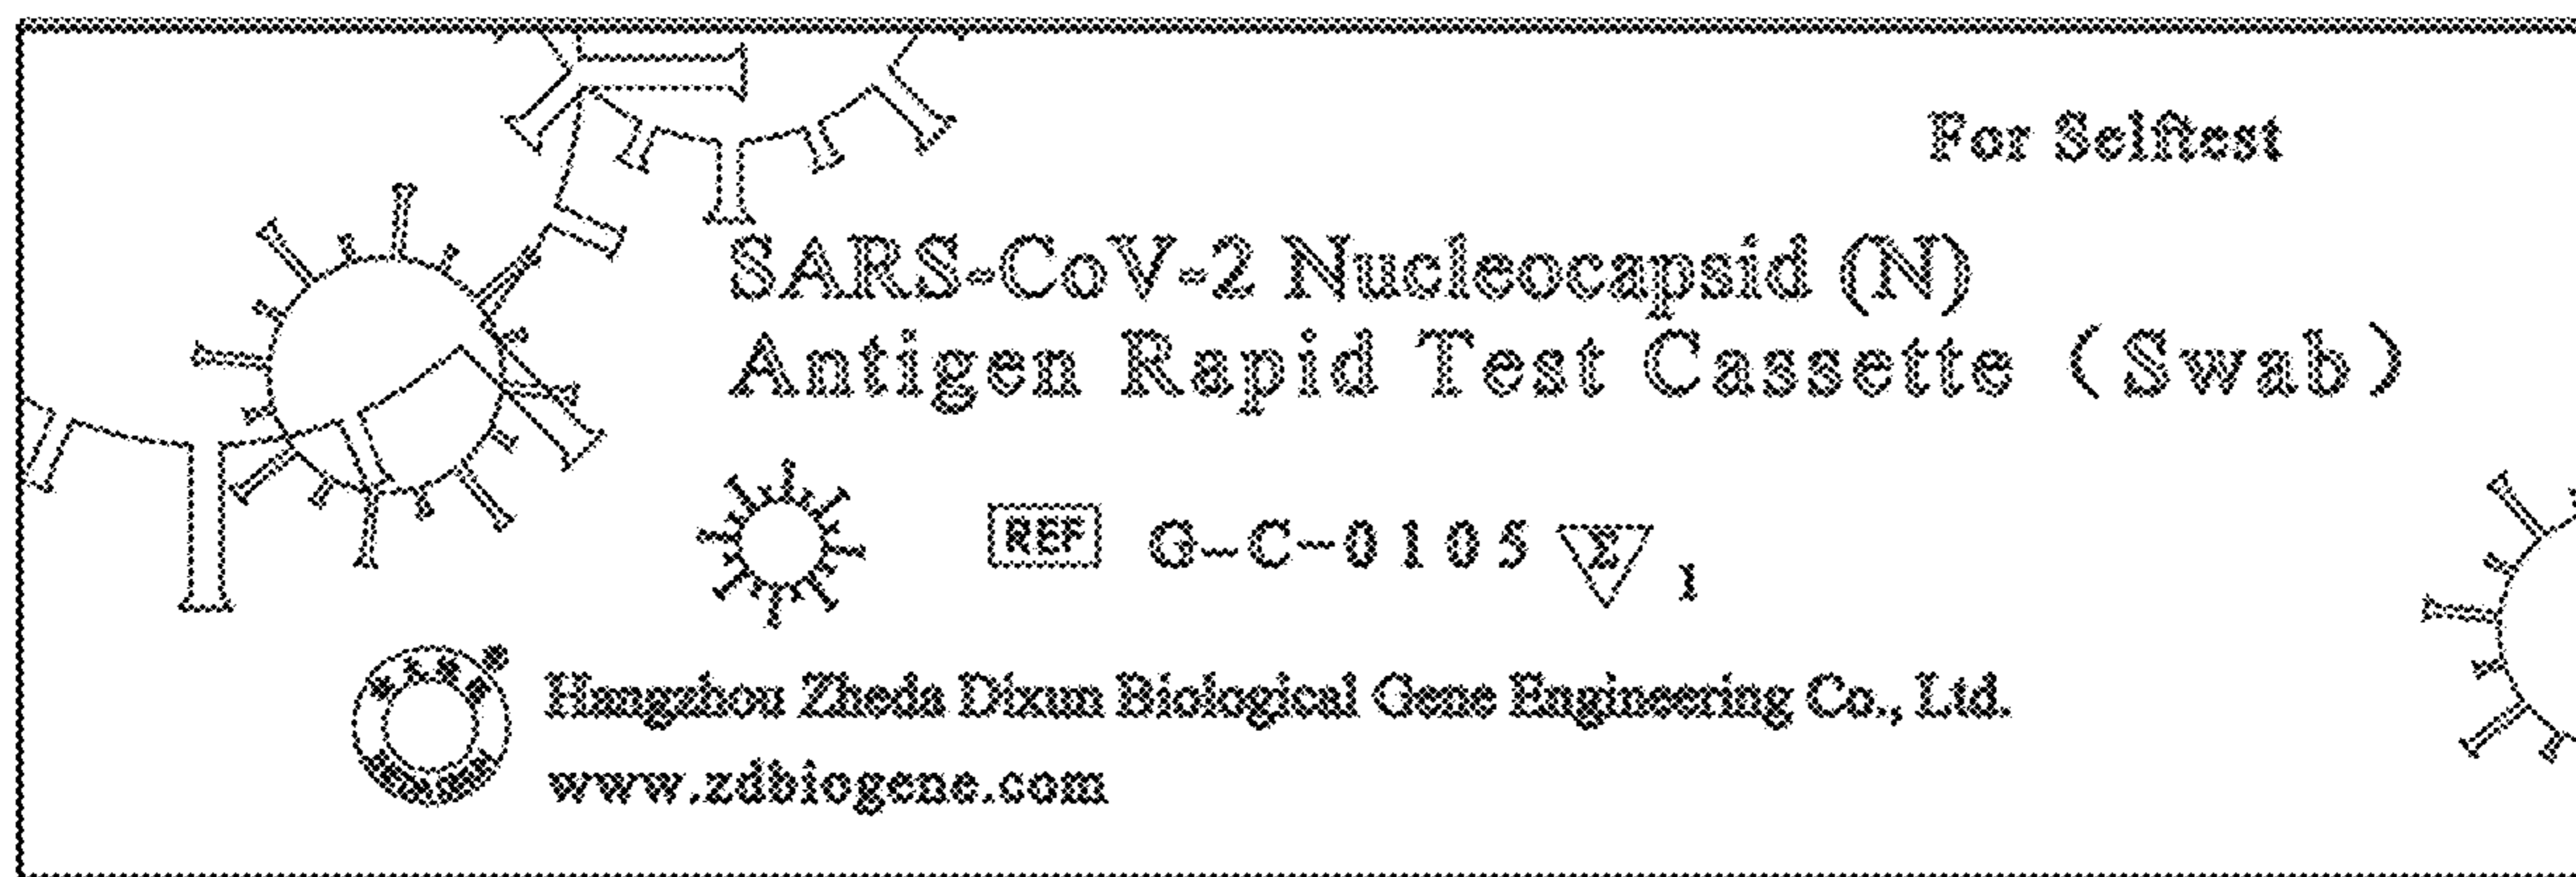 For Selftest
SARS-CoV-2 Nucleocapsid (N)
Antigen Rapid Test Cassette (Swab)
REF G-C-0105 Σ 1
Hangzhou Zheda Dixun Biological Gene Engineering Co., Ltd.
www.zdbiogene.com